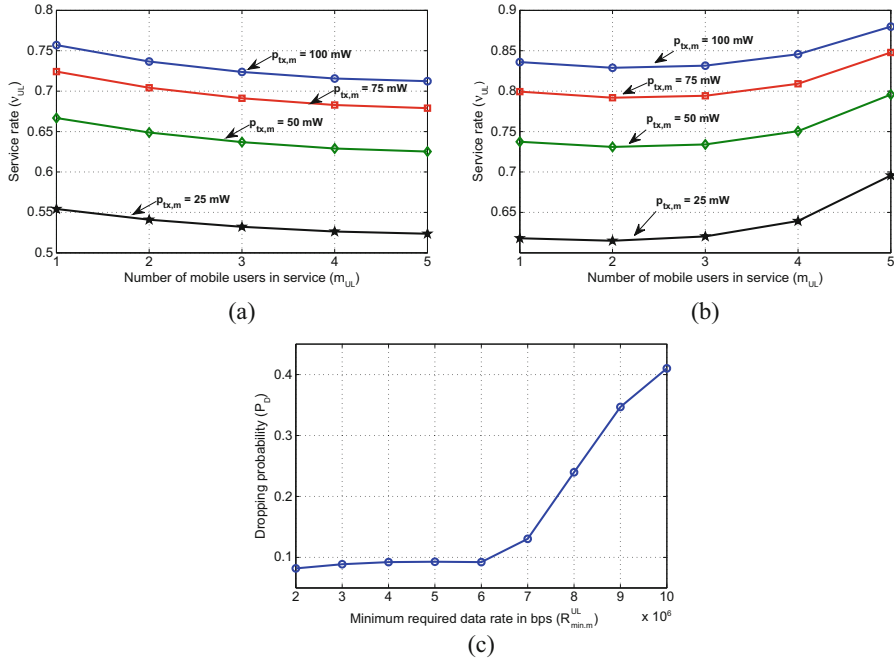 0.8
0.75
0.7
0.65
0.6
0.55
0.5
Service rate (ν_UL)
p_tx,m = 100 mW
p_tx,m = 75 mW
p_tx,m = 50 mW
p_tx,m = 25 mW
1 2 3 4 5
Number of mobile users in service (m_UL)
(a)
0.9
0.85
0.8
0.75
0.7
0.65
Service rate (ν_UL)
p_tx,m = 100 mW
p_tx,m = 75 mW
p_tx,m = 50 mW
p_tx,m = 25 mW
1 2 3 4 5
Number of mobile users in service (m_UL)
(b)
0.4
0.3
0.2
0.1
Dropping probability (P_D)
2 3 4 5 6 7 8 9 10
Minimum required data rate in bps (R^UL_min.m) x 10^6
(c)